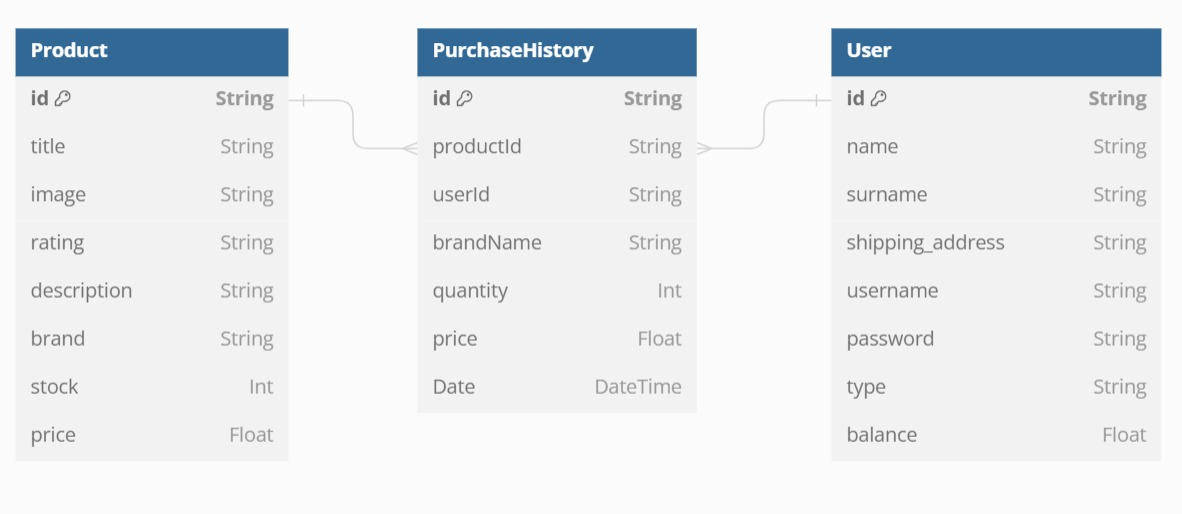 Product
id String
title String
image String
rating String
description String
brand String
stock Int
price Float
PurchaseHistory
id String
productId String
userId String
brandName String
quantity Int
price Float
Date DateTime
User
id String
name String
surname String
shipping_address String
username String
password String
type String
balance Float